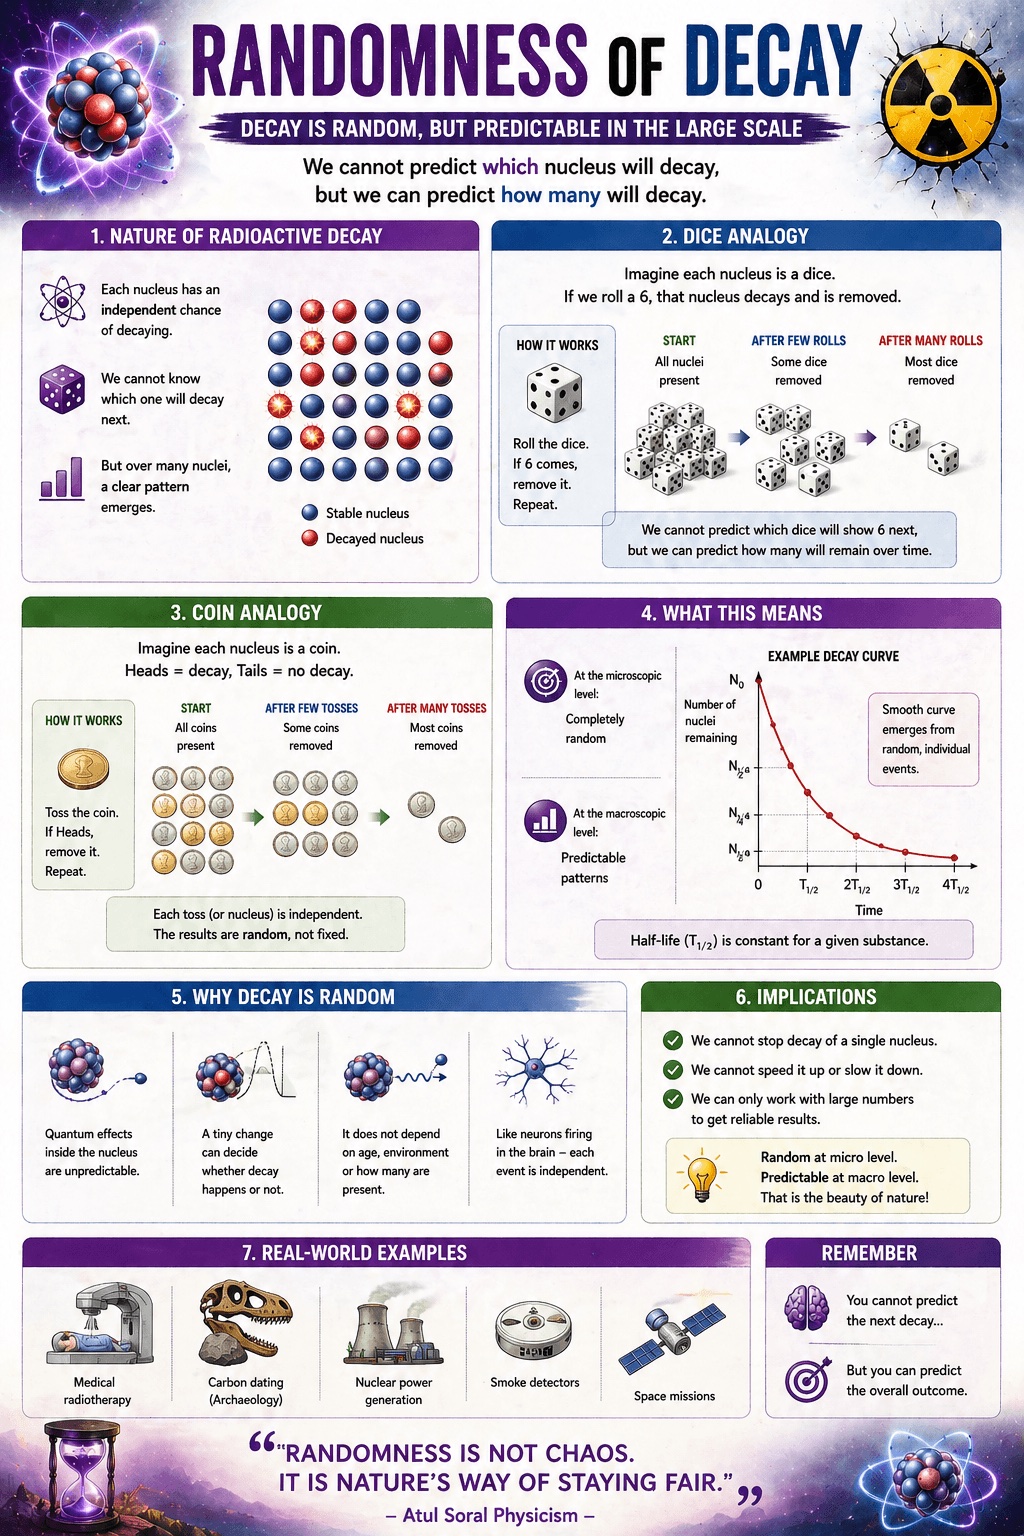 RANDOMNESS OF DECAY
DECAY IS RANDOM, BUT PREDICTABLE IN THE LARGE SCALE
We cannot predict which nucleus will decay,
but we can predict how many will decay.
1. NATURE OF RADIOACTIVE DECAY
Each nucleus has an
independent chance
of decaying.
We cannot know
which one will decay
next.
But over many nuclei,
a clear pattern
emerges.
Stable nucleus
Decayed nucleus
2. DICE ANALOGY
Imagine each nucleus is a dice.
If we roll a 6, that nucleus decays and is removed.
HOW IT WORKS
Roll the dice.
If 6 comes,
remove it.
Repeat.
START
All nuclei
present
AFTER FEW ROLLS
Some dice
removed
AFTER MANY ROLLS
Most dice
removed
We cannot predict which dice will show 6 next,
but we can predict how many will remain over time.
3. COIN ANALOGY
Imagine each nucleus is a coin.
Heads = decay, Tails = no decay.
HOW IT WORKS
Toss the coin.
If Heads,
remove it.
Repeat.
START
All coins
present
AFTER FEW TOSSES
Some coins
removed
AFTER MANY TOSSES
Most coins
removed
Each toss (or nucleus) is independent.
The results are random, not fixed.
4. WHAT THIS MEANS
At the microscopic
level:
Completely
random
At the macroscopic
level:
Predictable
patterns
EXAMPLE DECAY CURVE
N₀
Number of
nuclei
remaining
Smooth curve
emerges from
random, individual
events.
0
T₁/₂
2T₁/₂
3T₁/₂
4T₁/₂
Time
Half-life (T₁/₂) is constant for a given substance.
5. WHY DECAY IS RANDOM
Quantum effects
inside the nucleus
are unpredictable.
A tiny change
can decide
whether decay
happens or not.
It does not depend
on age, environment
or how many are
present.
Like neurons firing
in the brain – each
event is independent.
6. IMPLICATIONS
We cannot stop decay of a single nucleus.
We cannot speed it up or slow it down.
We can only work with large numbers
to get reliable results.
Random at micro level.
Predictable at macro level.
That is the beauty of nature!
7. REAL-WORLD EXAMPLES
Medical
radiotherapy
Carbon dating
(Archaeology)
Nuclear power
generation
Smoke detectors
Space missions
REMEMBER
You cannot predict
the next decay...
But you can predict
the overall outcome.
““RANDOMNESS IS NOT CHAOS.
IT IS NATURE'S WAY OF STAYING FAIR.””
– Atul Soral Physicism –